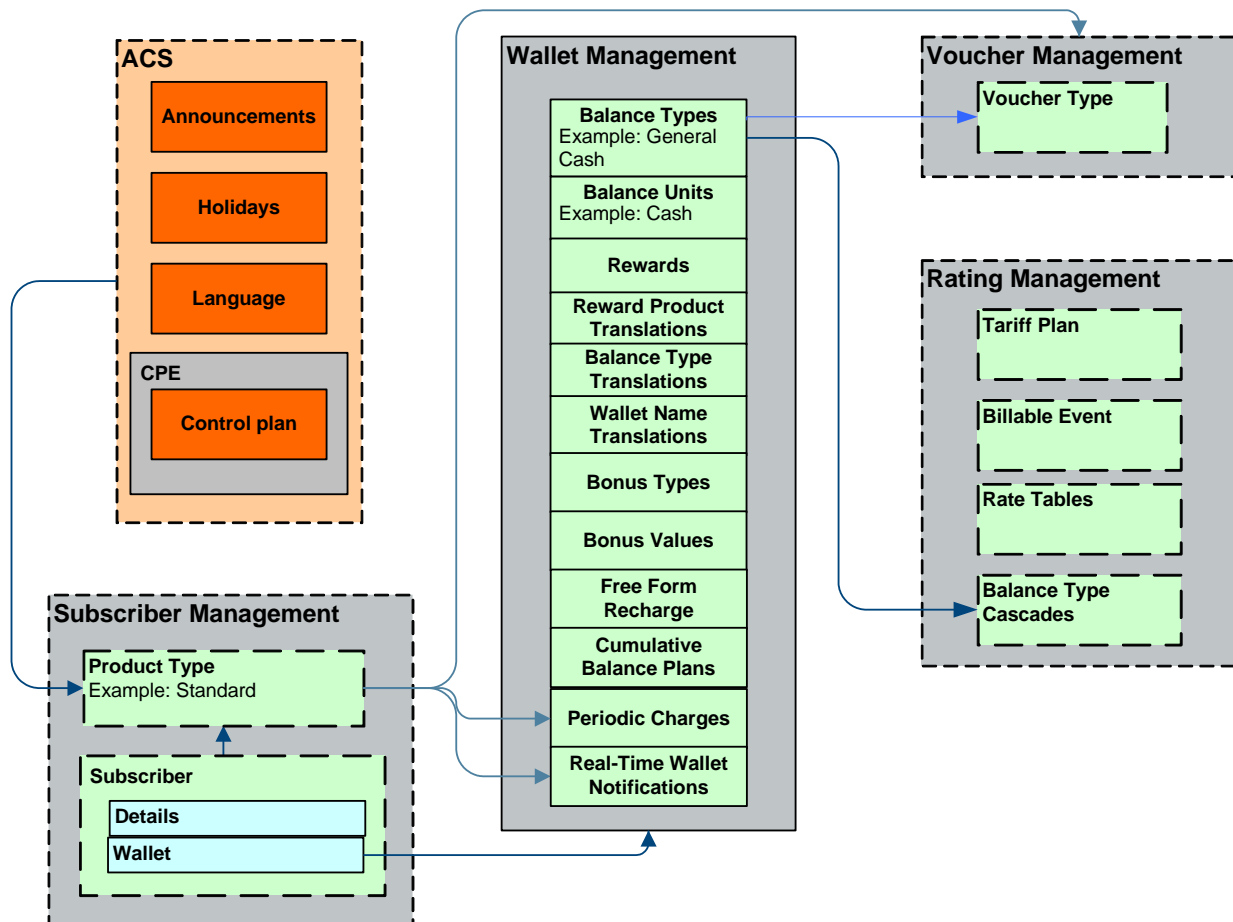 ACS
Announcements
Holidays
Language
CPE
Control plan
Subscriber Management
Product Type
Example: Standard
Subscriber
Details
Wallet
Wallet Management
Balance Types
Example: General
Cash
Balance Units
Example: Cash
Rewards
Reward Product
Translations
Balance Type
Translations
Wallet Name
Translations
Bonus Types
Bonus Values
Free Form
Recharge
Cumulative
Balance Plans
Periodic Charges
Real-Time Wallet
Notifications
Voucher Management
Voucher Type
Rating Management
Tariff Plan
Billable Event
Rate Tables
Balance Type
Cascades